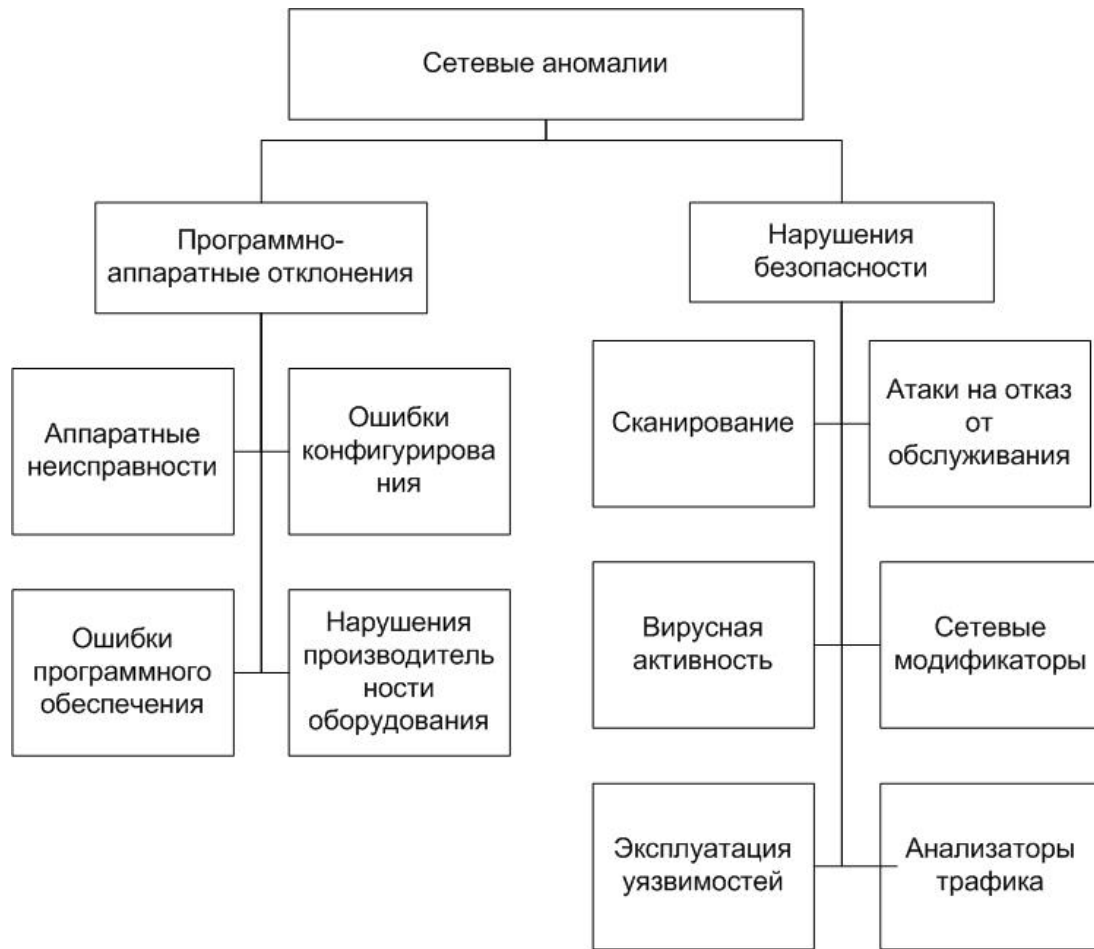 Сетевые аномалии
Программно-
аппаратные отклонения
Нарушения
безопасности
Аппаратные
неисправности
Ошибки
конфигурирова
ния
Сканирование
Атаки на отказ
от
обслуживания
Ошибки
программного
обеспечения
Нарушения
производитель
ности
оборудования
Вирусная
активность
Сетевые
модификаторы
Эксплуатация
уязвимостей
Анализаторы
трафика